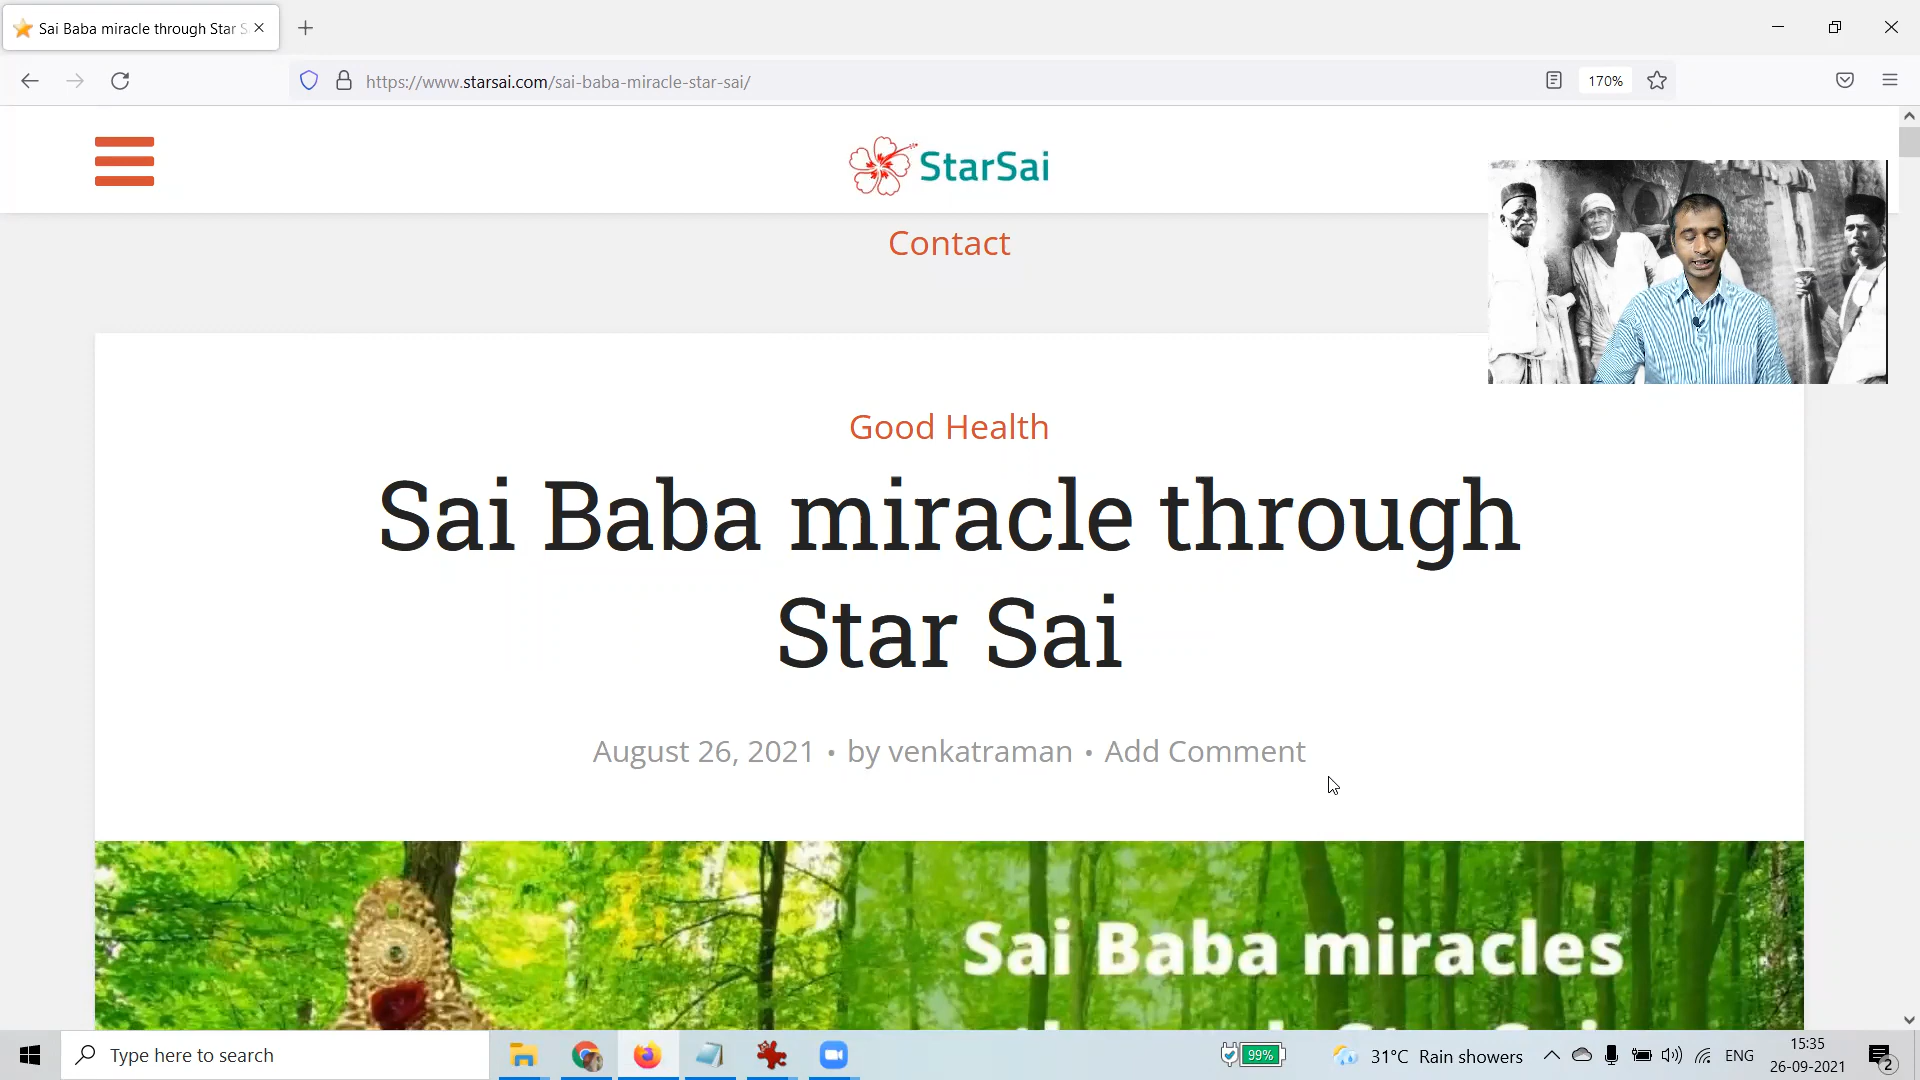 Sai Baba miracle through Star S
https://www.starsai.com/sai-baba-miracle-star-sai/
170%
StarSai
Contact
Good Health
Sai Baba miracle through
Star Sai
August 26, 2021 • by venkatraman • Add Comment
Sai Baba miracles
Type here to search
99%
31°C Rain showers
ENG
15:35
26-09-2021
2